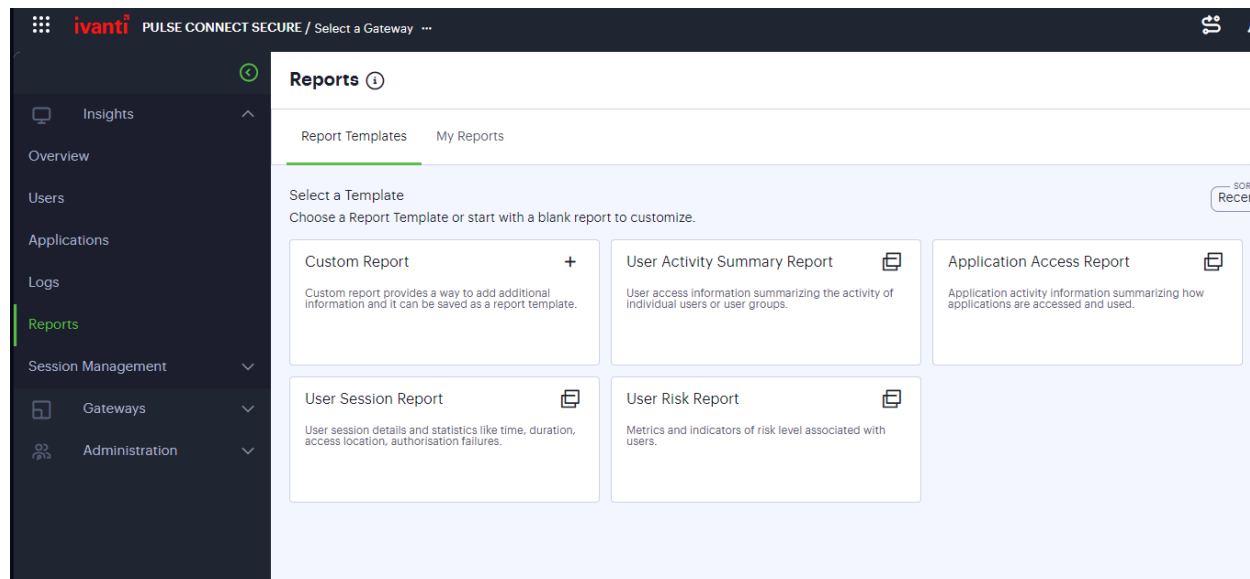 ivanti PULSE CONNECT SECURE / Select a Gateway ···
Insights
Overview
Users
Applications
Logs
Reports
Session Management
Gateways
Administration
Reports
Report Templates My Reports
Select a Template
Choose a Report Template or start with a blank report to customize.
Custom Report +
Custom report provides a way to add additional
information and it can be saved as a report template.
User Activity Summary Report
User access information summarizing the activity of
individual users or user groups.
Application Access Report
Application activity information summarizing how
applications are accessed and used.
User Session Report
User session details and statistics like time, duration,
access location, authorisation failures.
User Risk Report
Metrics and indicators of risk level associated with
users.